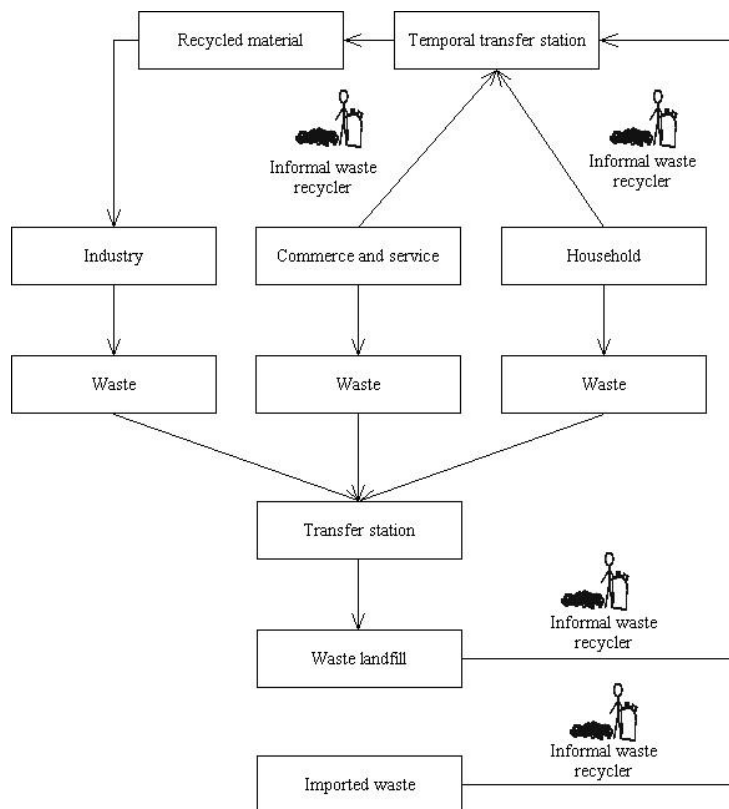 Recycled material
Temporal transfer station
Informal waste
recycler
Informal waste
recycler
Industry
Commerce and service
Household
Waste
Waste
Waste
Transfer station
Informal waste
recycler
Waste landfill
Informal waste
recycler
Imported waste